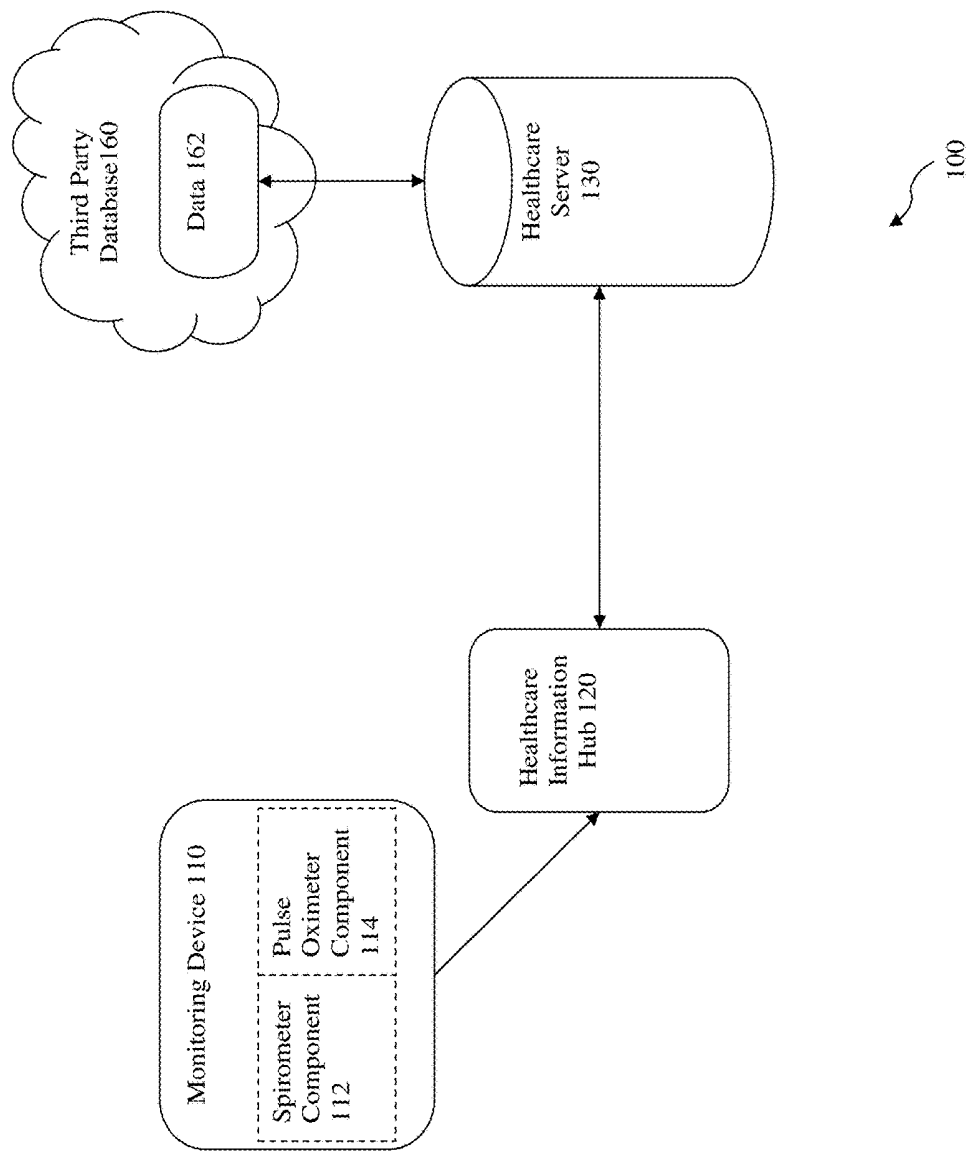 Monitoring Device 110
Spirometer
Component
112
Pulse
Oximeter
Component
114
Healthcare
Information
Hub 120
Third Party
Database160
Data 162
Healthcare
Server
130
100